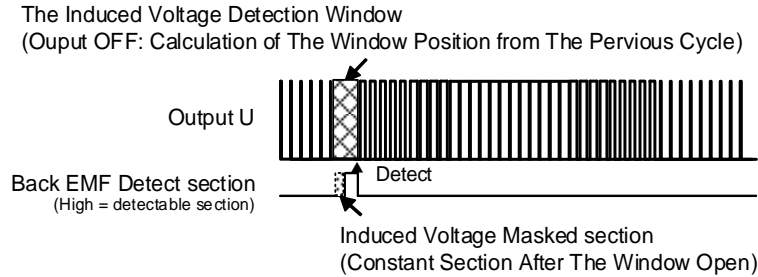 The Induced Voltage Detection Window
(Ouput OFF: Calculation of The Window Position from The Pervious Cycle)
Output U
Detect
Back EMF Detect section
(High = detectable section)
Induced Voltage Masked section
(Constant Section After The Window Open)